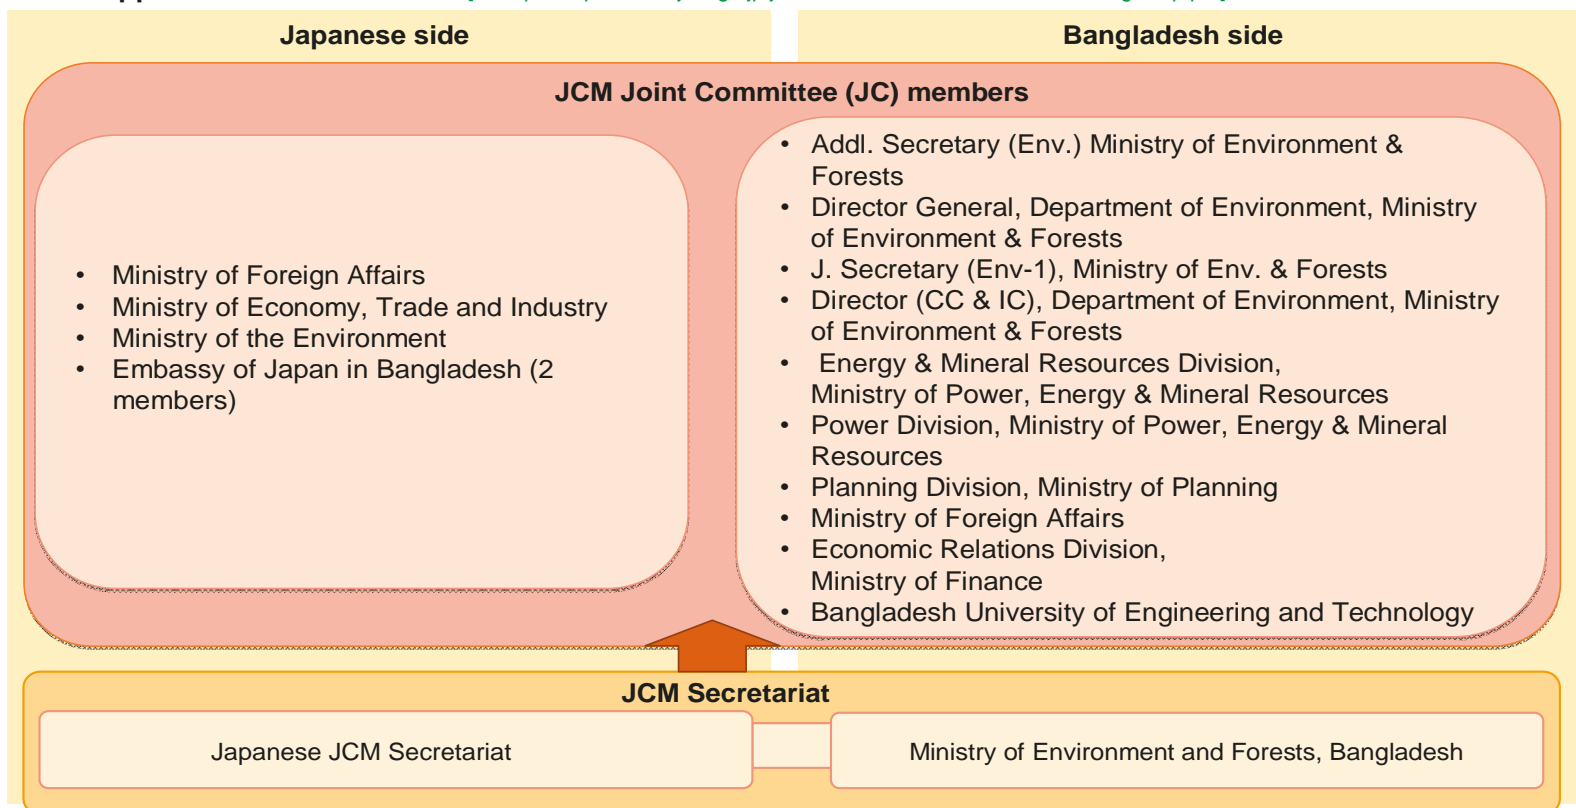 Japanese side
Bangladesh side
JCM Joint Committee (JC) members
• Ministry of Foreign Affairs
• Ministry of Economy, Trade and Industry
• Ministry of the Environment
• Embassy of Japan in Bangladesh (2
members)
• Addl. Secretary (Env.) Ministry of Environment &
Forests
• Director General, Department of Environment, Ministry
of Environment & Forests
• J. Secretary (Env-1), Ministry of Env. & Forests
• Director (CC & IC), Department of Environment, Ministry
of Environment & Forests
• Energy & Mineral Resources Division,
Ministry of Power, Energy & Mineral Resources
• Power Division, Ministry of Power, Energy & Mineral
Resources
• Planning Division, Ministry of Planning
• Ministry of Foreign Affairs
• Economic Relations Division,
Ministry of Finance
• Bangladesh University of Engineering and Technology
JCM Secretariat
Japanese JCM Secretariat
Ministry of Environment and Forests, Bangladesh